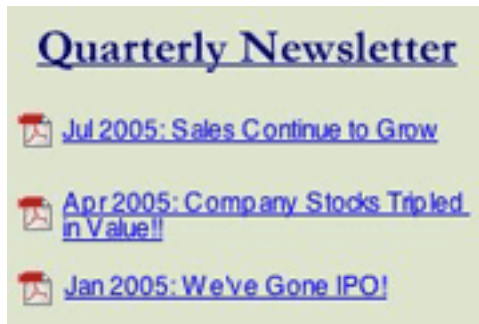 Quarterly Newsletter
Jul 2005: Sales Continue to Grow
Apr 2005: Company Stocks Tripled
in Value!!
Jan 2005: We've Gone IPO!